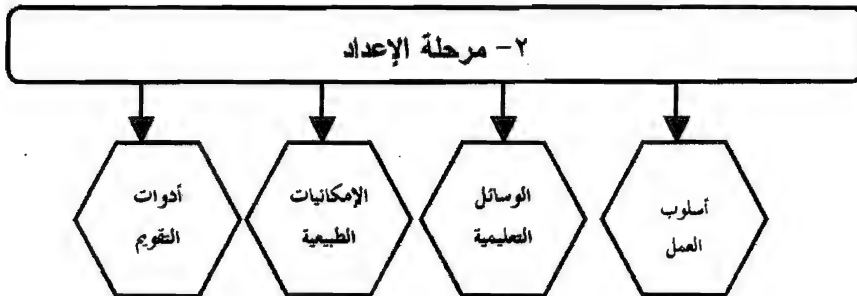 ٢- مرحلة الإعداد
أسلوب
العمل
الوسائل
التعليمية
الإمكانيات
الطبيعية
أدوات
التقويم